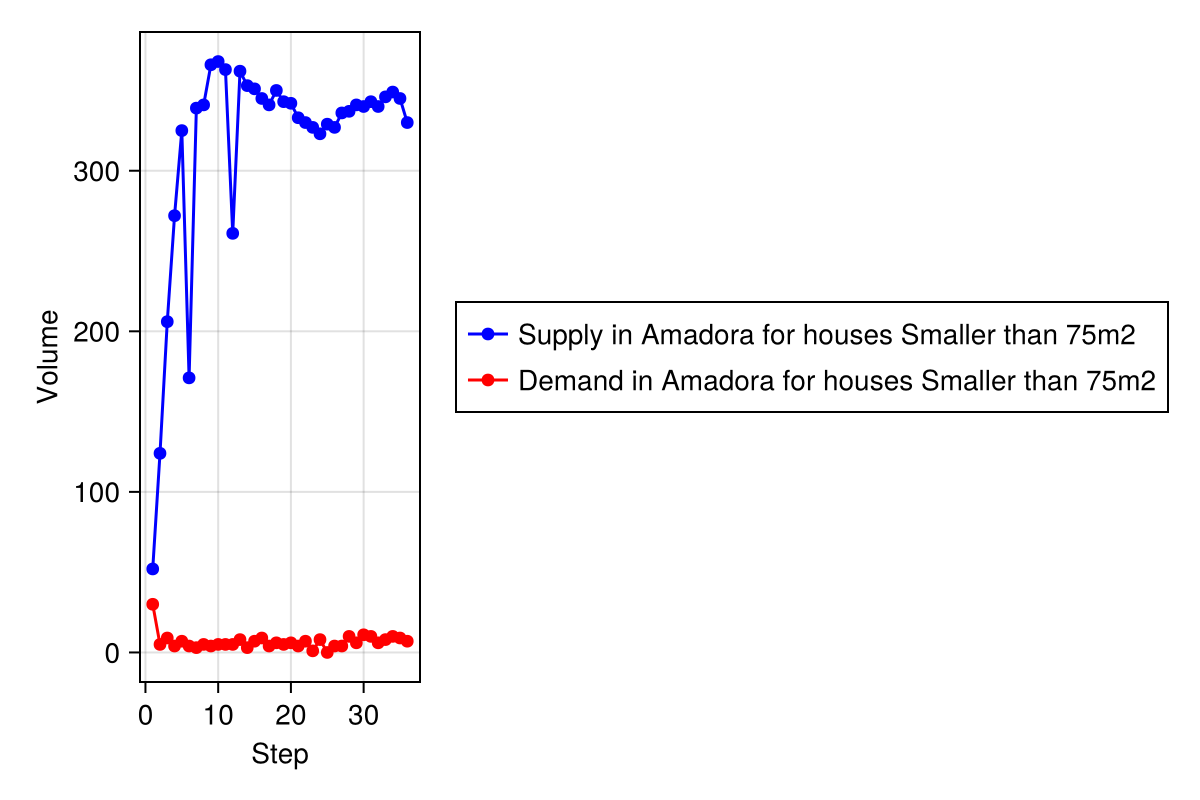 Volume
300
200
100
0
0 10 20 30
Step
Supply in Amadora for houses Smaller than 75m2
Demand in Amadora for houses Smaller than 75m2